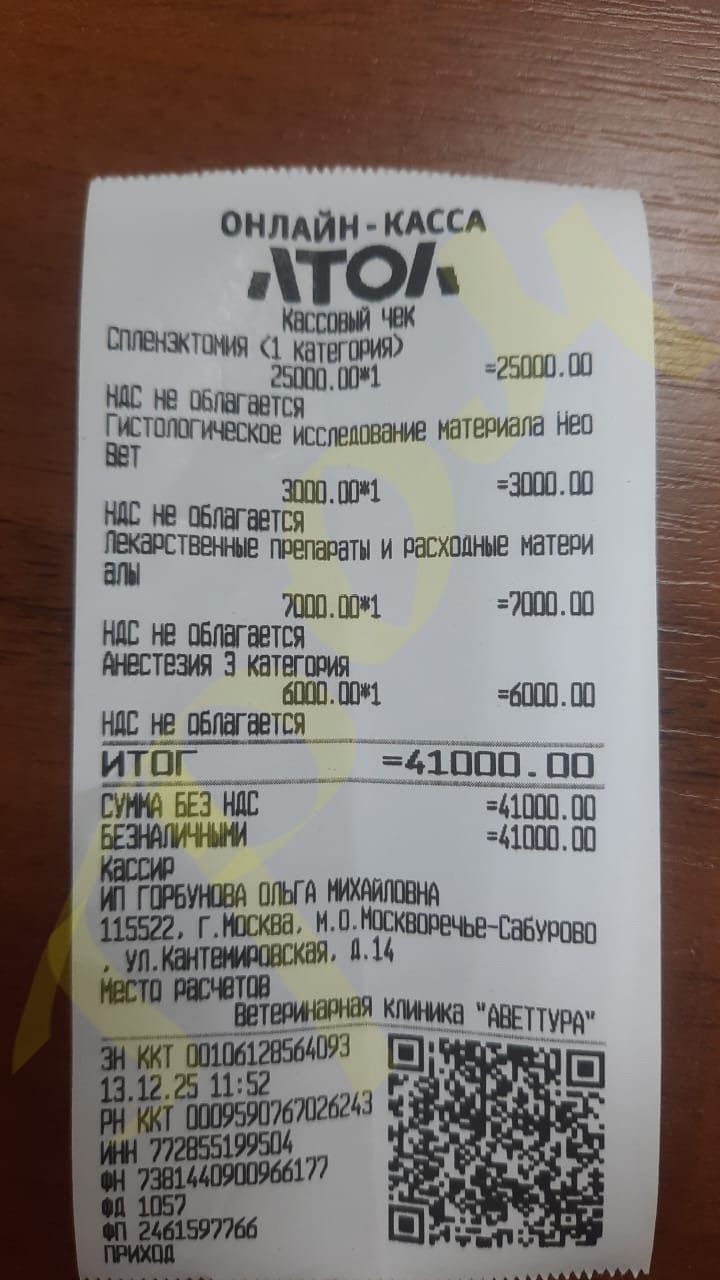 ОНЛАЙН-КАССА
АТОЛ
Кассовый чек
Спленэктомия (1 категория)
25000.00*1 =25000.00
НДС не облагается
Гистологическое исследование материала Нео
Вет
3000.00*1 =3000.00
НДС не облагается
Лекарственные препараты и расходные матери
алы
7000.00*1 =7000.00
НДС не облагается
Анестезия 3 категория
6000.00*1 =6000.00
НДС не облагается
ИТОГ =41000.00
СУММА БЕЗ НДС =41000.00
БЕЗНАЛИЧНЫМИ =41000.00
Кассир
ИП ГОРБУНОВА ОЛЬГА МИХАЙЛОВНА
115522, г.Москва, м.о.Москворечье-Сабурово
, ул.Кантемировская, д.14
Место расчетов
Ветеринарная клиника "АВЕТТУРА"
ЗН ККТ 00106128564093
13.12.25 11:52
РН ККТ 0009590767026243
ИНН 772855199504
ФН 7381440900966177
ФД 1057
ФП 2461597766
ПРИХОД